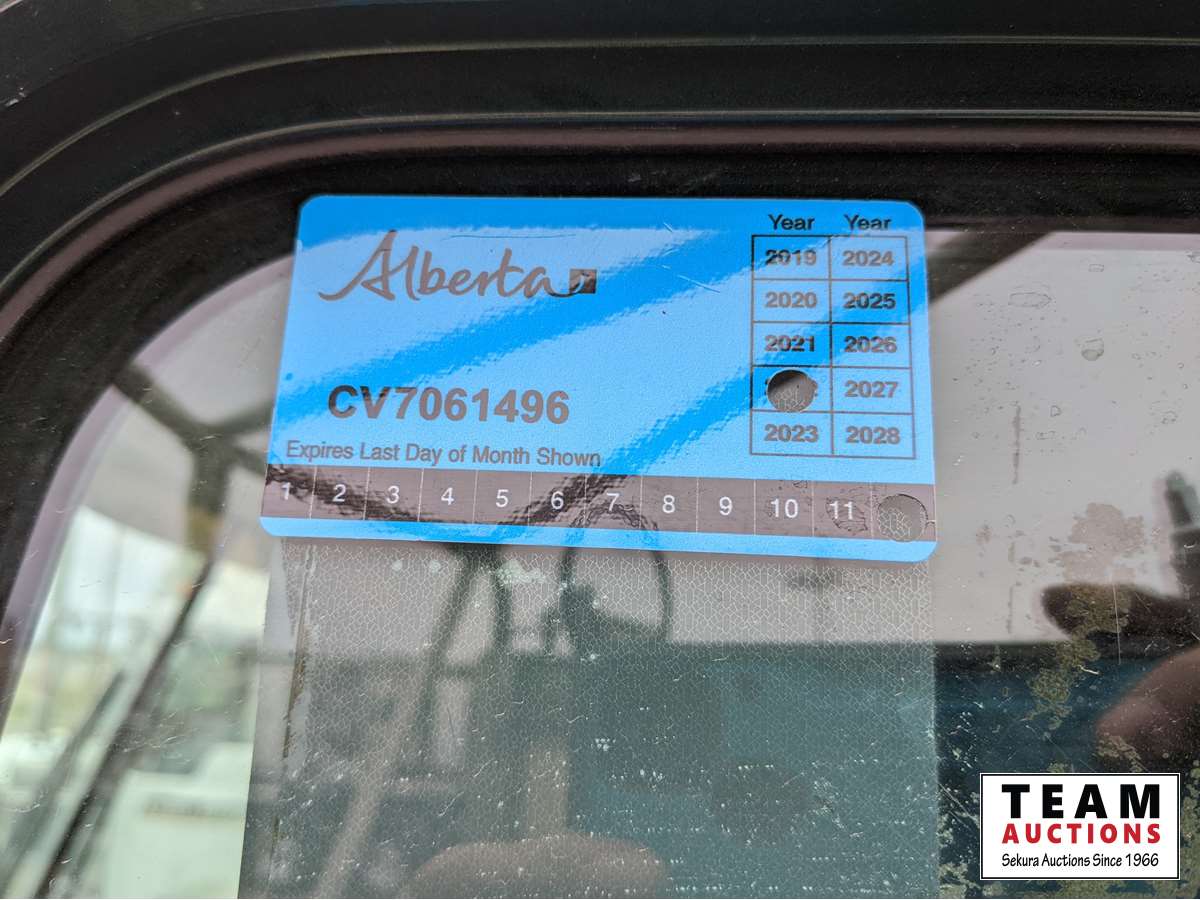 Alberta
Year Year
2019 2024
2020 2025
2021 2026
2027
2023 2028
CV7061496
Expires Last Day of Month Shown
1 2 3 4 5 6 7 8 9 10 11
TEAM
AUCTIONS
Sekura Auctions Since 1966